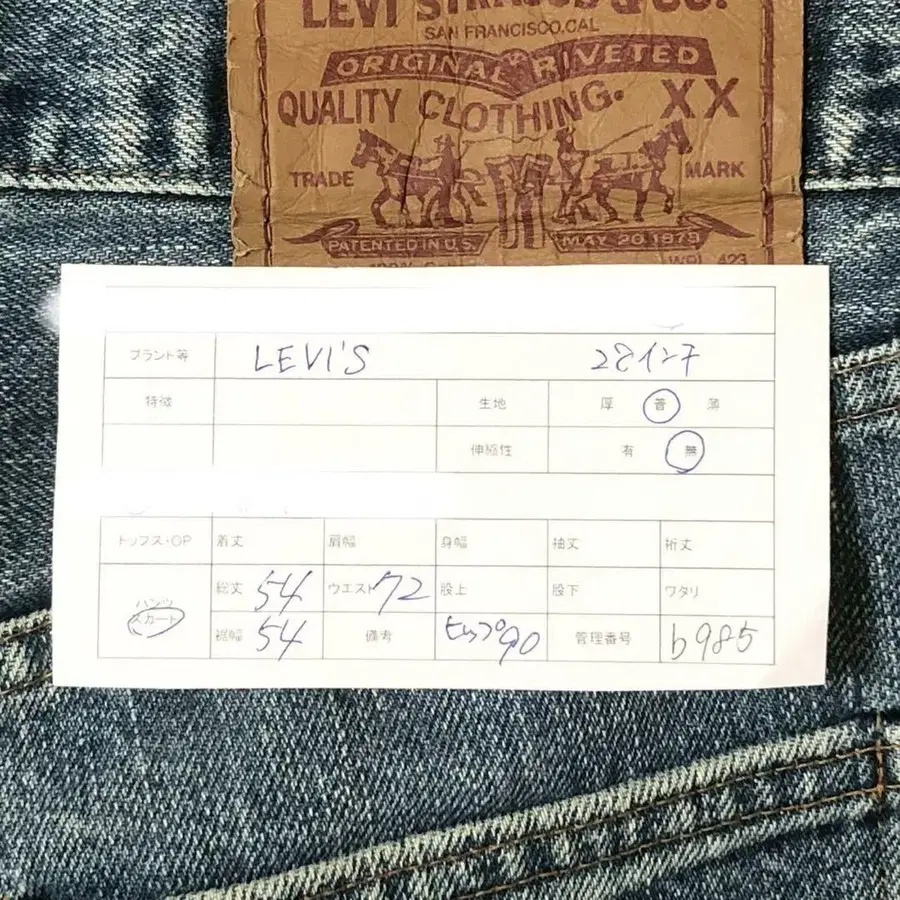 LEVI STRAUSS & CO.
SAN FRANCISCO, CAL
ORIGINAL RIVETED
QUALITY CLOTHING. XX
TRADE MARK
PATENTED IN U.S. MAY 20 1873
WPL 423
ブランド等 LEVI'S 28インチ
特徴 生地 厚 普 薄
伸縮性 有 無
トップス・OP 着丈 肩幅 身幅 袖丈 裄丈
パンツ 総丈 54 ウエスト 72 股上 股下 ワタリ
スカート 裾幅 54 備考 ヒップ90 管理番号 b985